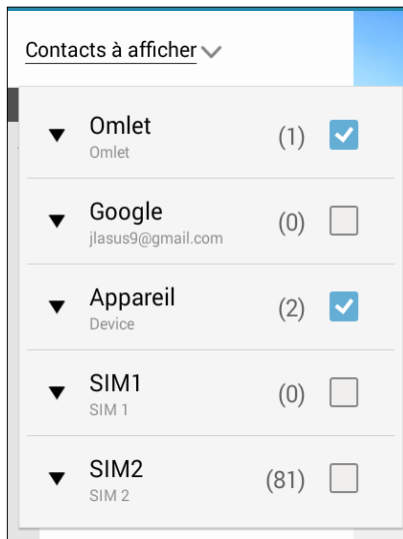 Contacts à afficher
Omlet (1)
Omlet
Google (0)
jlasus9@gmail.com
Appareil (2)
Device
SIM1 (0)
SIM 1
SIM2 (81)
SIM 2